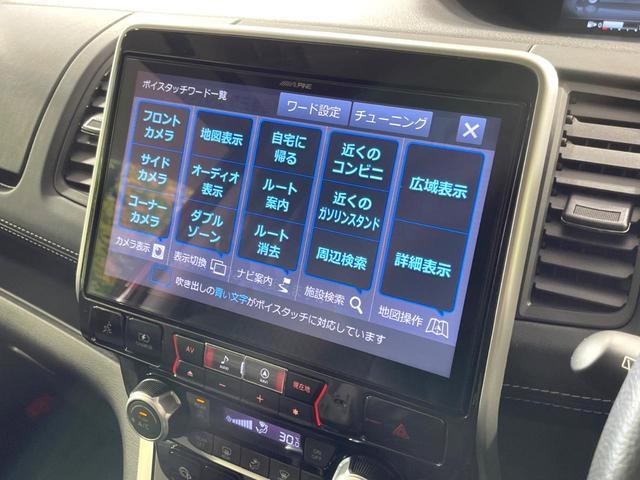 ALPINE
ボイスタッチワード一覧
ワード設定
チューニング
フロント
カメラ
サイド
カメラ
コーナー
カメラ
カメラ表示
地図表示
オーディオ
表示
ダブル
ゾーン
表示切換
自宅に
帰る
ルート
案内
ルート
消去
ナビ案内
近くの
コンビニ
近くの
ガソリンスタンド
周辺検索
施設検索
広域表示
詳細表示
地図操作
吹き出しの青い文字がボイスタッチに対応しています
AV
現在地
A/C
30.0
ON
OFF